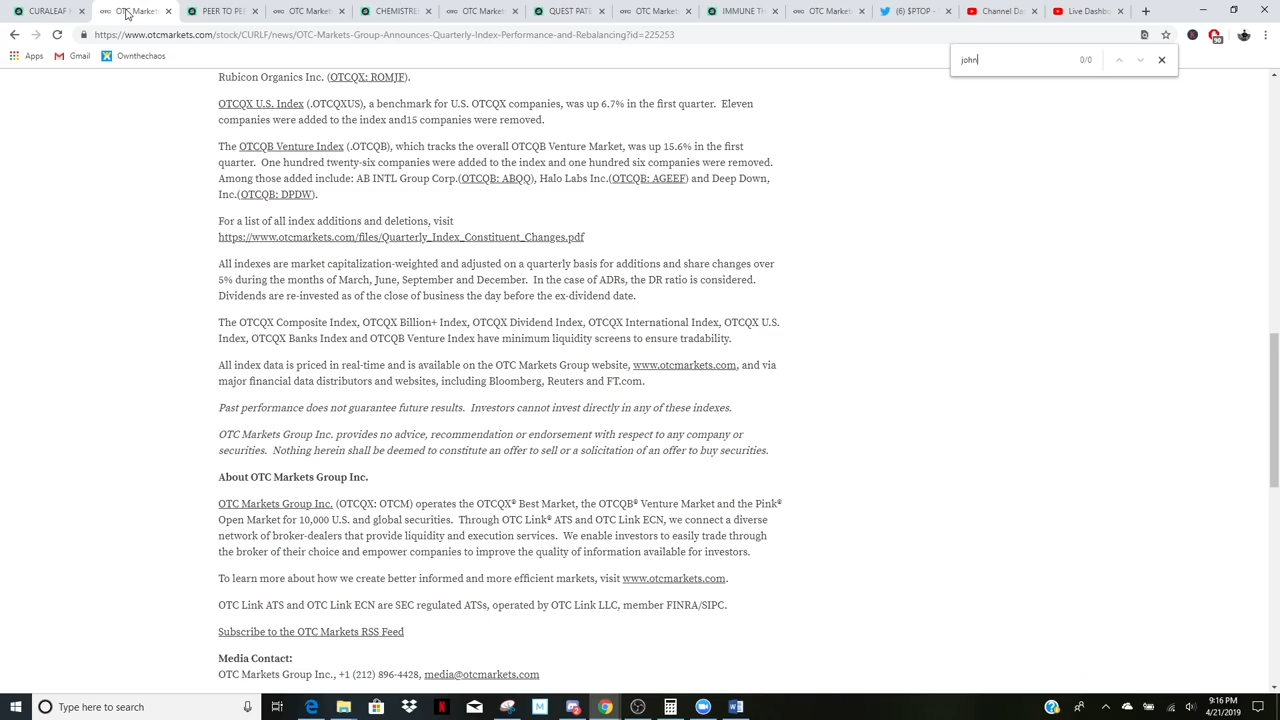 CURALEAF
OTC Markets
PEER TO PE
CHEMISTRE
QUEST PATE
IMMUNE TH
(6) $PTOP -
Channel Da
Live Dashbo
https://www.otcmarkets.com/stock/CURLF/news/OTC-Markets-Group-Announces-Quarterly-Index-Performance-and-Rebalancing?id=225253
Apps Gmail Ownthechaos
john 0/0
Rubicon Organics Inc. (OTCQX: ROMJF).
OTCQX U.S. Index (.OTCQXUS), a benchmark for U.S. OTCQX companies, was up 6.7% in the first quarter. Eleven
companies were added to the index and15 companies were removed.
The OTCQB Venture Index (.OTCQB), which tracks the overall OTCQB Venture Market, was up 15.6% in the first
quarter. One hundred twenty-six companies were added to the index and one hundred six companies were removed.
Among those added include: AB INTL Group Corp.(OTCQB: ABQQ), Halo Labs Inc.(OTCQB: AGEEF) and Deep Down,
Inc.(OTCQB: DPDW).
For a list of all index additions and deletions, visit
https://www.otcmarkets.com/files/Quarterly_Index_Constituent_Changes.pdf
All indexes are market capitalization-weighted and adjusted on a quarterly basis for additions and share changes over
5% during the months of March, June, September and December. In the case of ADRs, the DR ratio is considered.
Dividends are re-invested as of the close of business the day before the ex-dividend date.
The OTCQX Composite Index, OTCQX Billion+ Index, OTCQX Dividend Index, OTCQX International Index, OTCQX U.S.
Index, OTCQX Banks Index and OTCQB Venture Index have minimum liquidity screens to ensure tradability.
All index data is priced in real-time and is available on the OTC Markets Group website, www.otcmarkets.com, and via
major financial data distributors and websites, including Bloomberg, Reuters and FT.com.
Past performance does not guarantee future results. Investors cannot invest directly in any of these indexes.
OTC Markets Group Inc. provides no advice, recommendation or endorsement with respect to any company or
securities. Nothing herein shall be deemed to constitute an offer to sell or a solicitation of an offer to buy securities.
About OTC Markets Group Inc.
OTC Markets Group Inc. (OTCQX: OTCM) operates the OTCQX® Best Market, the OTCQB® Venture Market and the Pink®
Open Market for 10,000 U.S. and global securities. Through OTC Link® ATS and OTC Link ECN, we connect a diverse
network of broker-dealers that provide liquidity and execution services. We enable investors to easily trade through
the broker of their choice and empower companies to improve the quality of information available for investors.
To learn more about how we create better informed and more efficient markets, visit www.otcmarkets.com.
OTC Link ATS and OTC Link ECN are SEC regulated ATSs, operated by OTC Link LLC, member FINRA/SIPC.
Subscribe to the OTC Markets RSS Feed
Media Contact:
OTC Markets Group Inc., +1 (212) 896-4428, media@otcmarkets.com
Type here to search
9:16 PM
4/21/2019